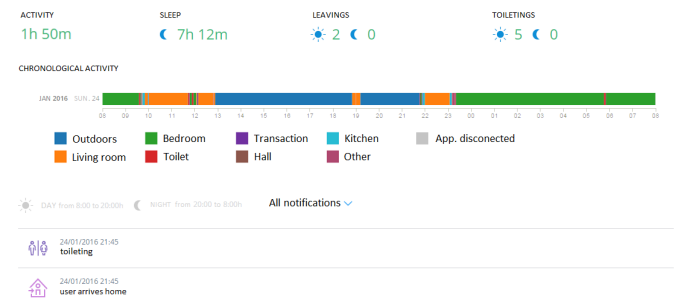 ACTIVITY SLEEP LEAVINGS TOILETINGS
1h 50m 7h 12m 2 0 5 0
CHRONOLOGICAL ACTIVITY
JAN 2016 SUN. 24
08 09 10 11 12 13 14 15 16 17 18 19 20 21 22 23 00 01 02 03 04 05 06 07 08
Outdoors Bedroom Transaction Kitchen App. disconected
Living room Toilet Hall Other
DAY from 8:00 to 20:00h NIGHT from 20:00 to 8:00h All notifications
24/01/2016 21:45
toileting
24/01/2016 21:45
user arrives home